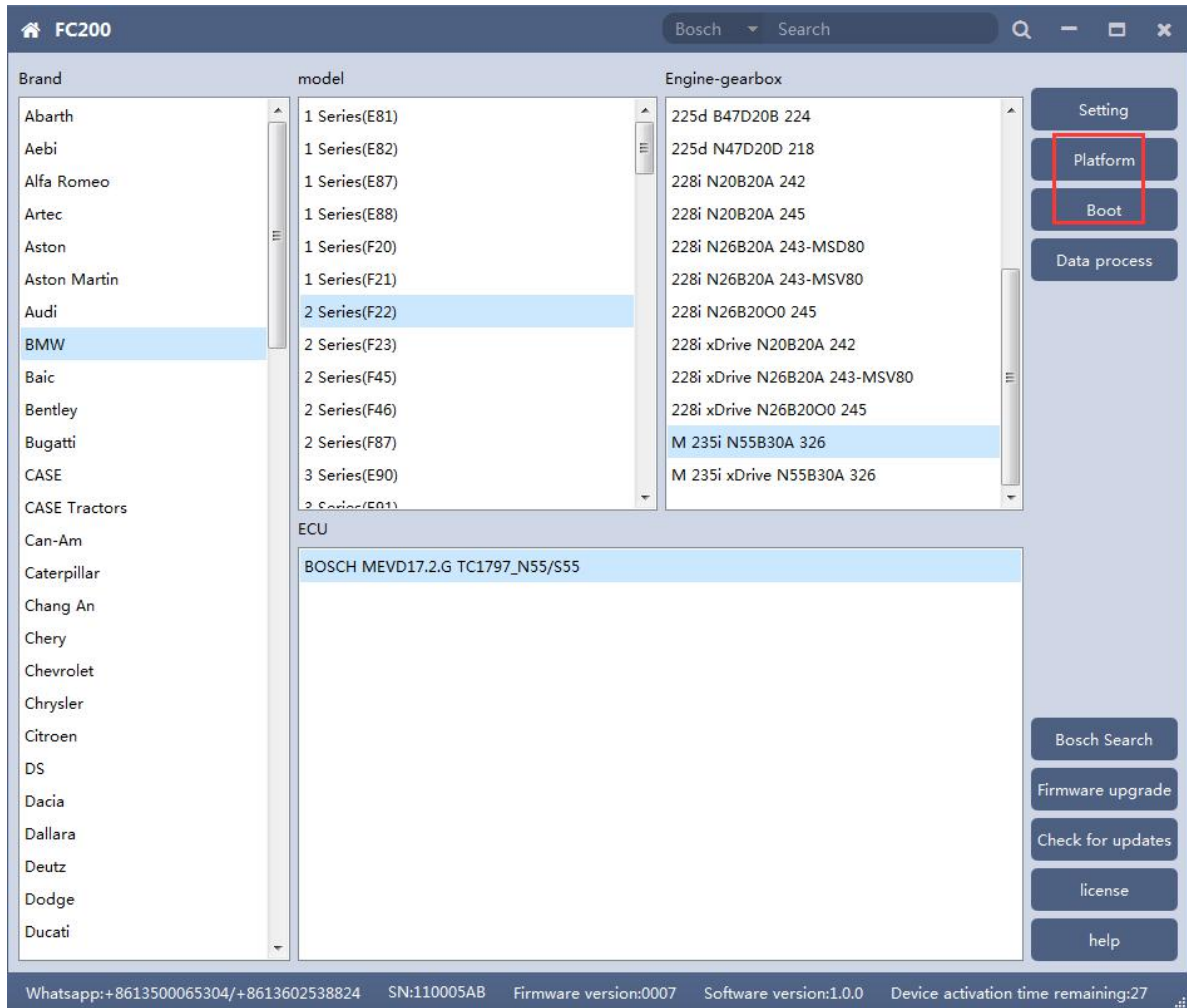 FC200
Bosch
Search
Brand
Abarth
Aebi
Alfa Romeo
Artec
Aston
Aston Martin
Audi
BMW
Baic
Bentley
Bugatti
CASE
CASE Tractors
Can-Am
Caterpillar
Chang An
Chery
Chevrolet
Chrysler
Citroen
DS
Dacia
Dallara
Deutz
Dodge
Ducati
model
1 Series(E81)
1 Series(E82)
1 Series(E87)
1 Series(E88)
1 Series(F20)
1 Series(F21)
2 Series(F22)
2 Series(F23)
2 Series(F45)
2 Series(F46)
2 Series(F87)
3 Series(E90)
3 Series(E91)
Engine-gearbox
225d B47D20B 224
225d N47D20D 218
228i N20B20A 242
228i N20B20A 245
228i N26B20A 243-MSD80
228i N26B20A 243-MSV80
228i N26B20O0 245
228i xDrive N20B20A 242
228i xDrive N26B20A 243-MSV80
228i xDrive N26B20O0 245
M 235i N55B30A 326
M 235i xDrive N55B30A 326
ECU
BOSCH MEVD17.2.G TC1797_N55/S55
Setting
Platform
Boot
Data process
Bosch Search
Firmware upgrade
Check for updates
license
help
Whatsapp:+8613500065304/+8613602538824
SN:110005AB
Firmware version:0007
Software version:1.0.0
Device activation time remaining:27